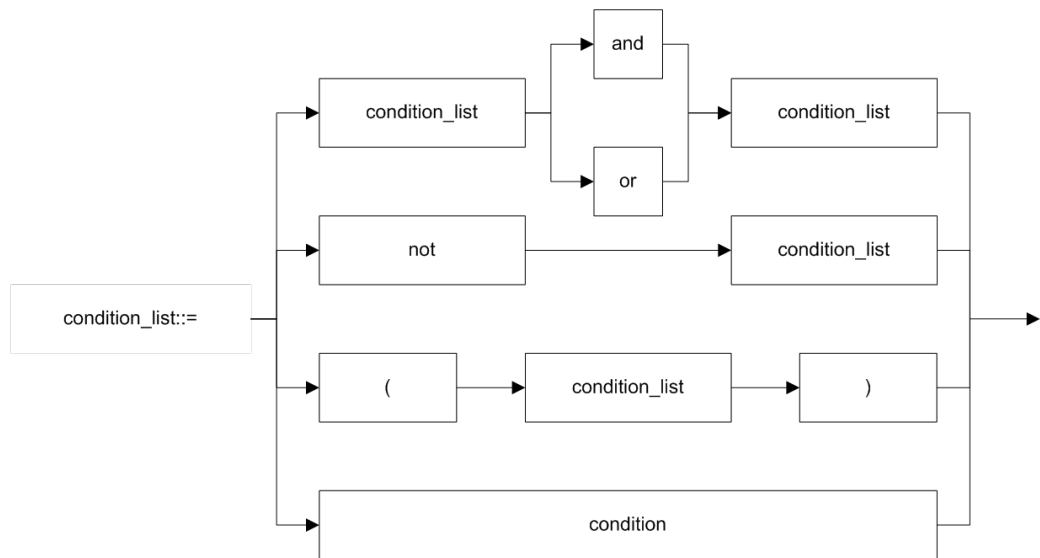 and
condition_list
condition_list
or
not
condition_list
condition_list::=
(
condition_list
)
condition